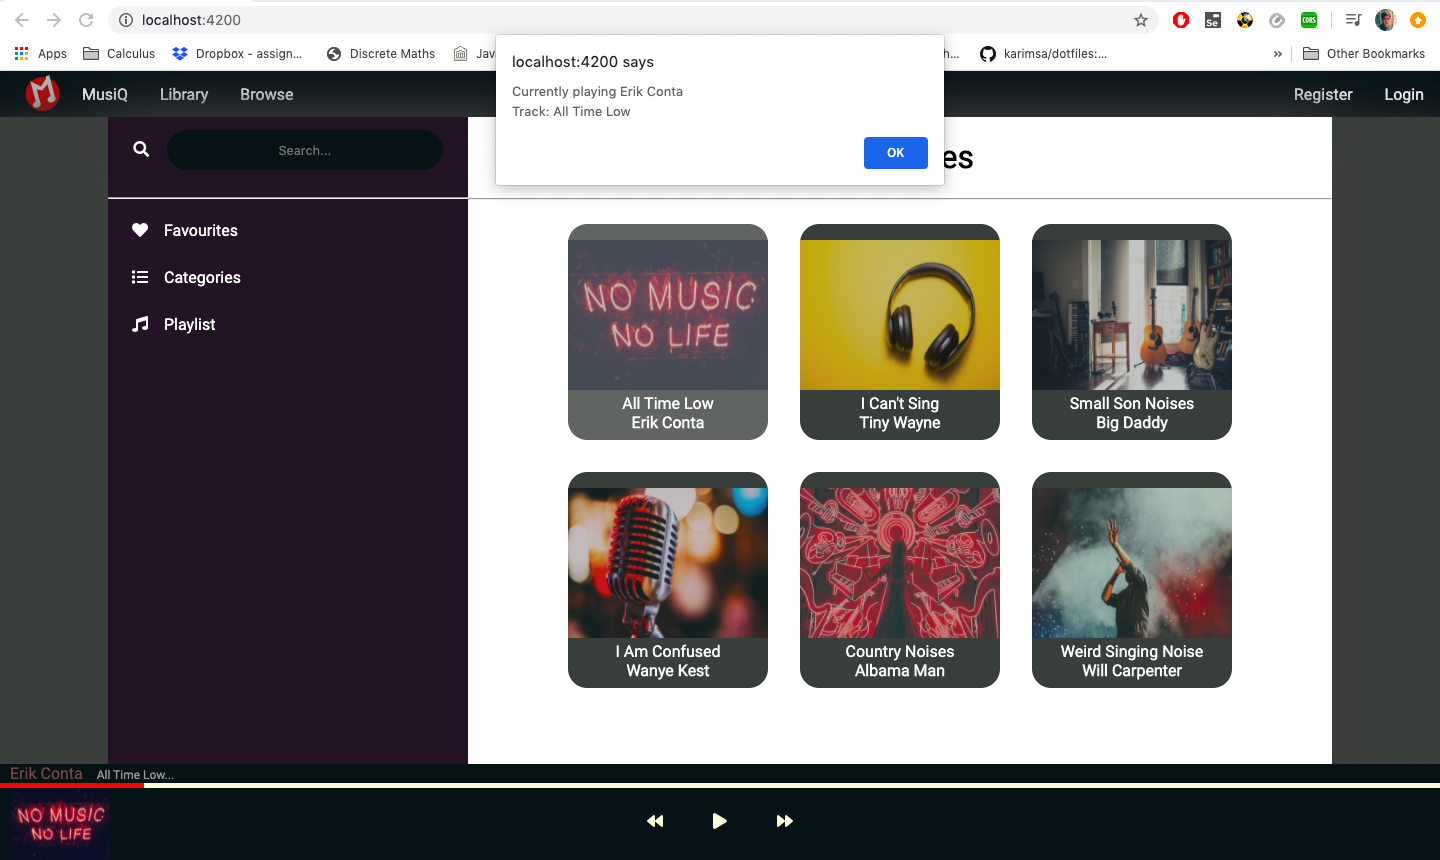 localhost:4200
Se
CORS
Apps
Calculus
Dropbox - assign...
Discrete Maths
h...
karimsa/dotfiles:...
»
Other Bookmarks
localhost:4200 says
Currently playing Erik Conta
Track: All Time Low
OK
MusiQ
Library
Browse
Register
Login
Search...
Favourites
Categories
Playlist
NO MUSIC
NO LIFE
All Time Low
Erik Conta
I Can't Sing
Tiny Wayne
Small Son Noises
Big Daddy
I Am Confused
Wanye Kest
Country Noises
Albama Man
Weird Singing Noise
Will Carpenter
Erik Conta
All Time Low...
NO MUSIC
NO LIFE